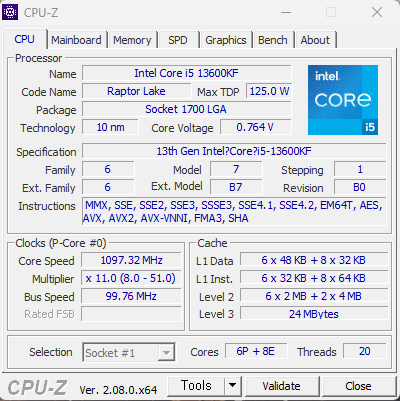 CPU-Z
CPU Mainboard Memory SPD Graphics Bench About
Processor
Name Intel Core i5 13600KF
Code Name Raptor Lake Max TDP 125.0 W
Package Socket 1700 LGA
Technology 10 nm Core Voltage 0.764 V
intel
CORE
i5
Specification 13th Gen Intel?Core?i5-13600KF
Family 6 Model 7 Stepping 1
Ext. Family 6 Ext. Model B7 Revision B0
Instructions MMX, SSE, SSE2, SSE3, SSSE3, SSE4.1, SSE4.2, EM64T, AES,
AVX, AVX2, AVX-VNNI, FMA3, SHA
Clocks (P-Core #0)
Core Speed 1097.32 MHz
Multiplier x 11.0 (8.0 - 51.0)
Bus Speed 99.76 MHz
Rated FSB
Cache
L1 Data 6 x 48 KB + 8 x 32 KB
L1 Inst. 6 x 32 KB + 8 x 64 KB
Level 2 6 x 2 MB + 2 x 4 MB
Level 3 24 MBytes
Selection Socket #1 Cores 6P + 8E Threads 20
CPU-Z Ver. 2.08.0.x64 Tools Validate Close